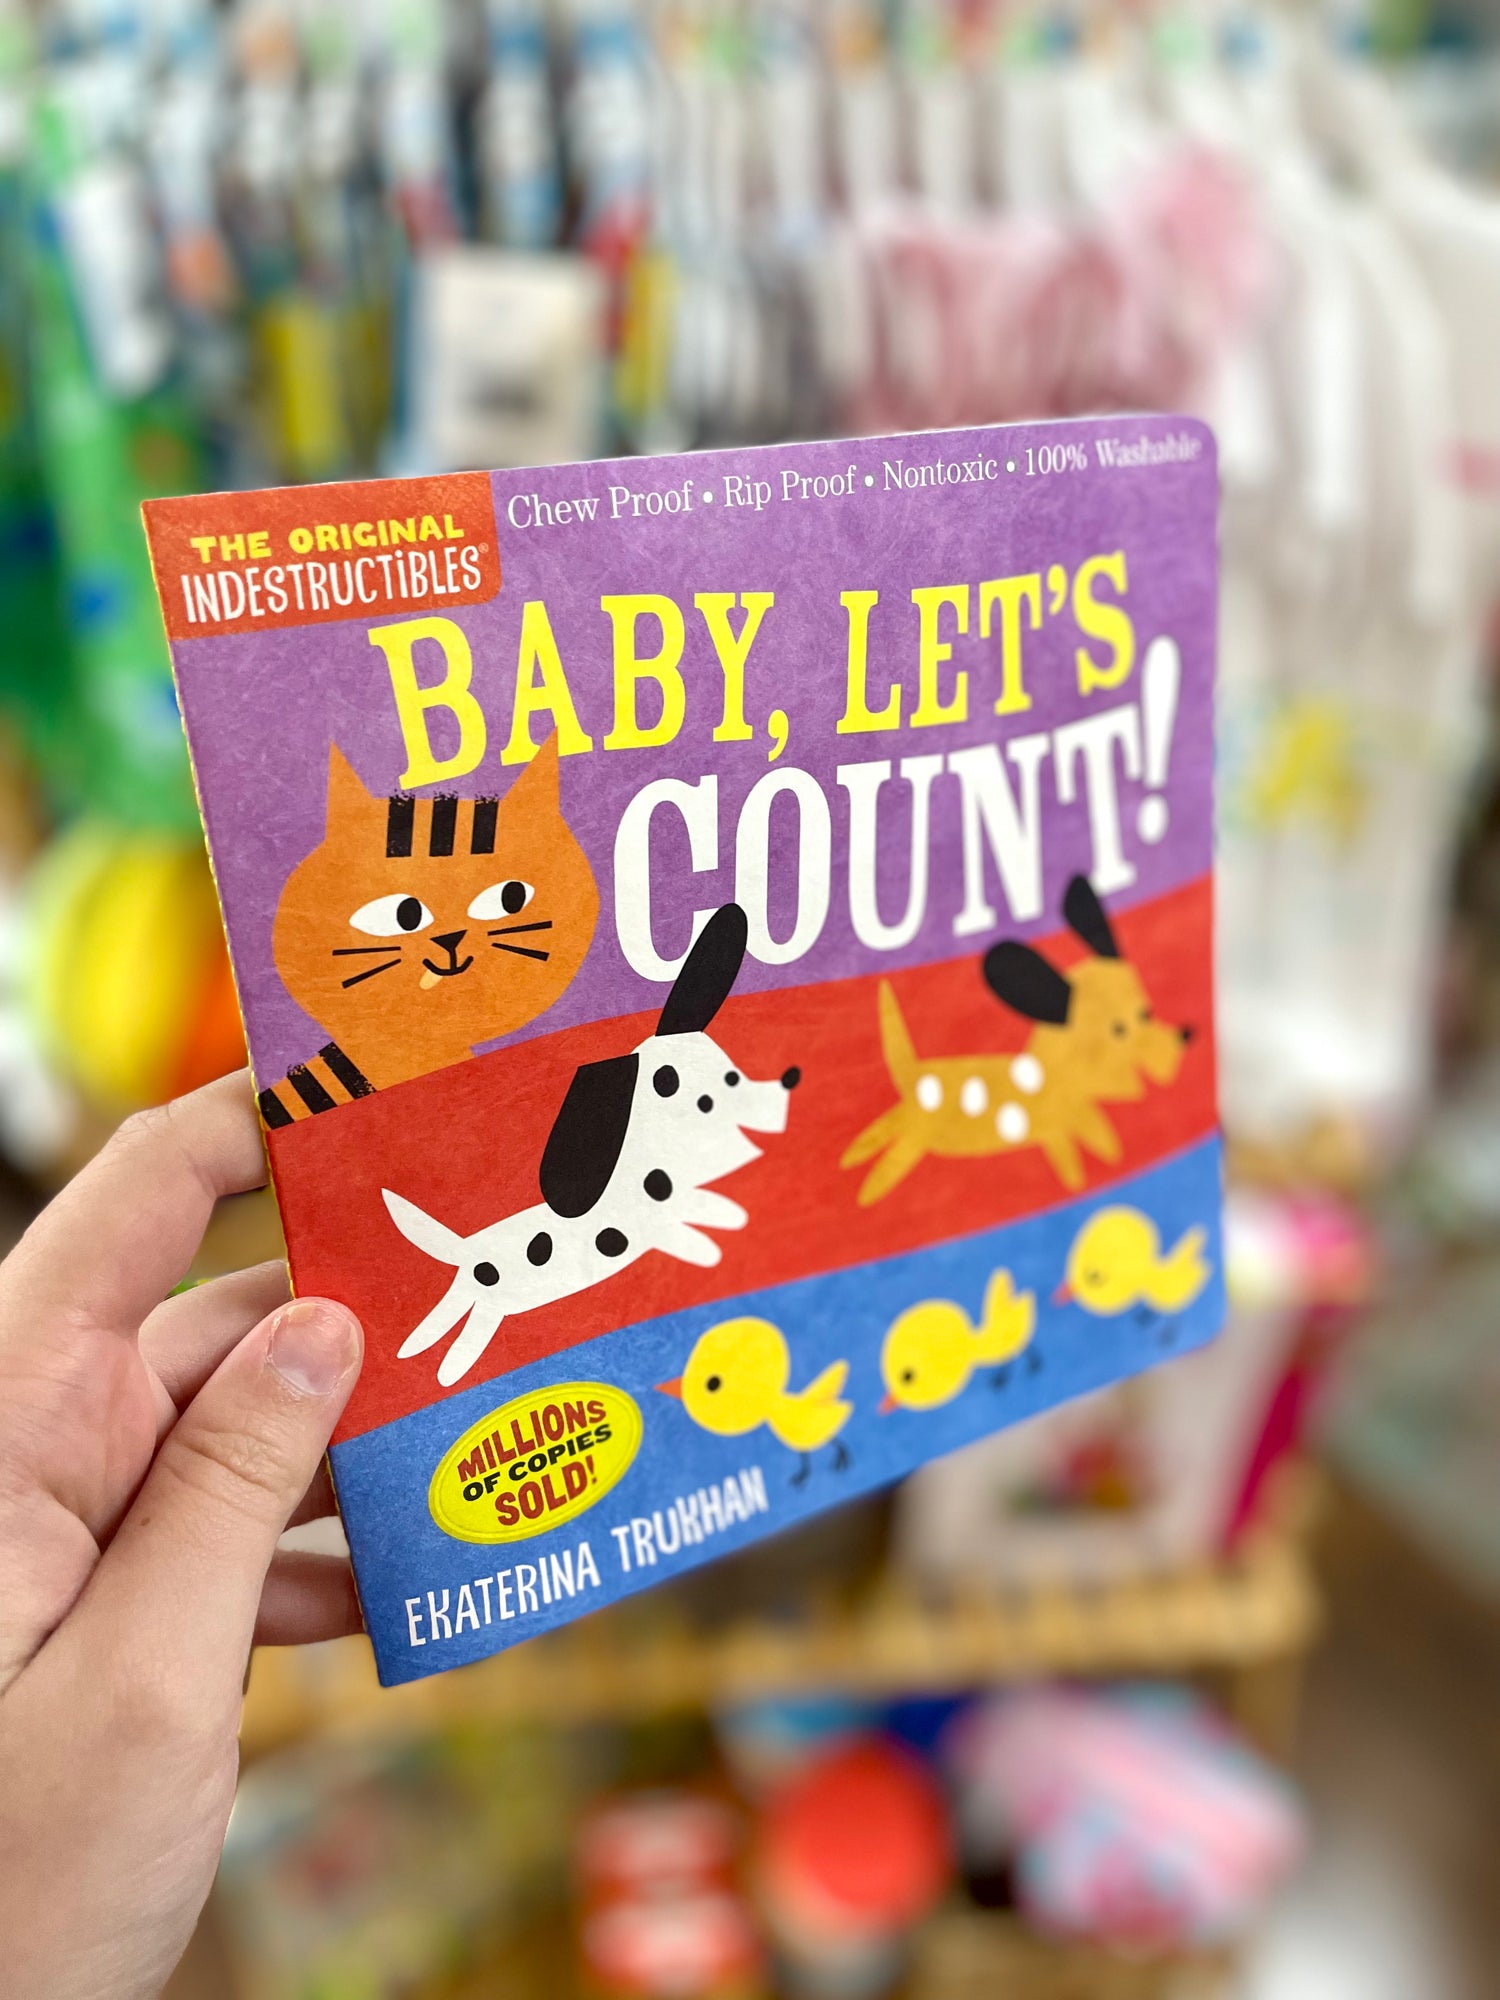 THE ORIGINAL
INDESTRUCTiBLES®
Chew Proof • Rip Proof • Nontoxic • 100% Washable
BABY, LET'S
COUNT!
MILLIONS
OF COPIES
SOLD!
EKATERINA TRUKHAN